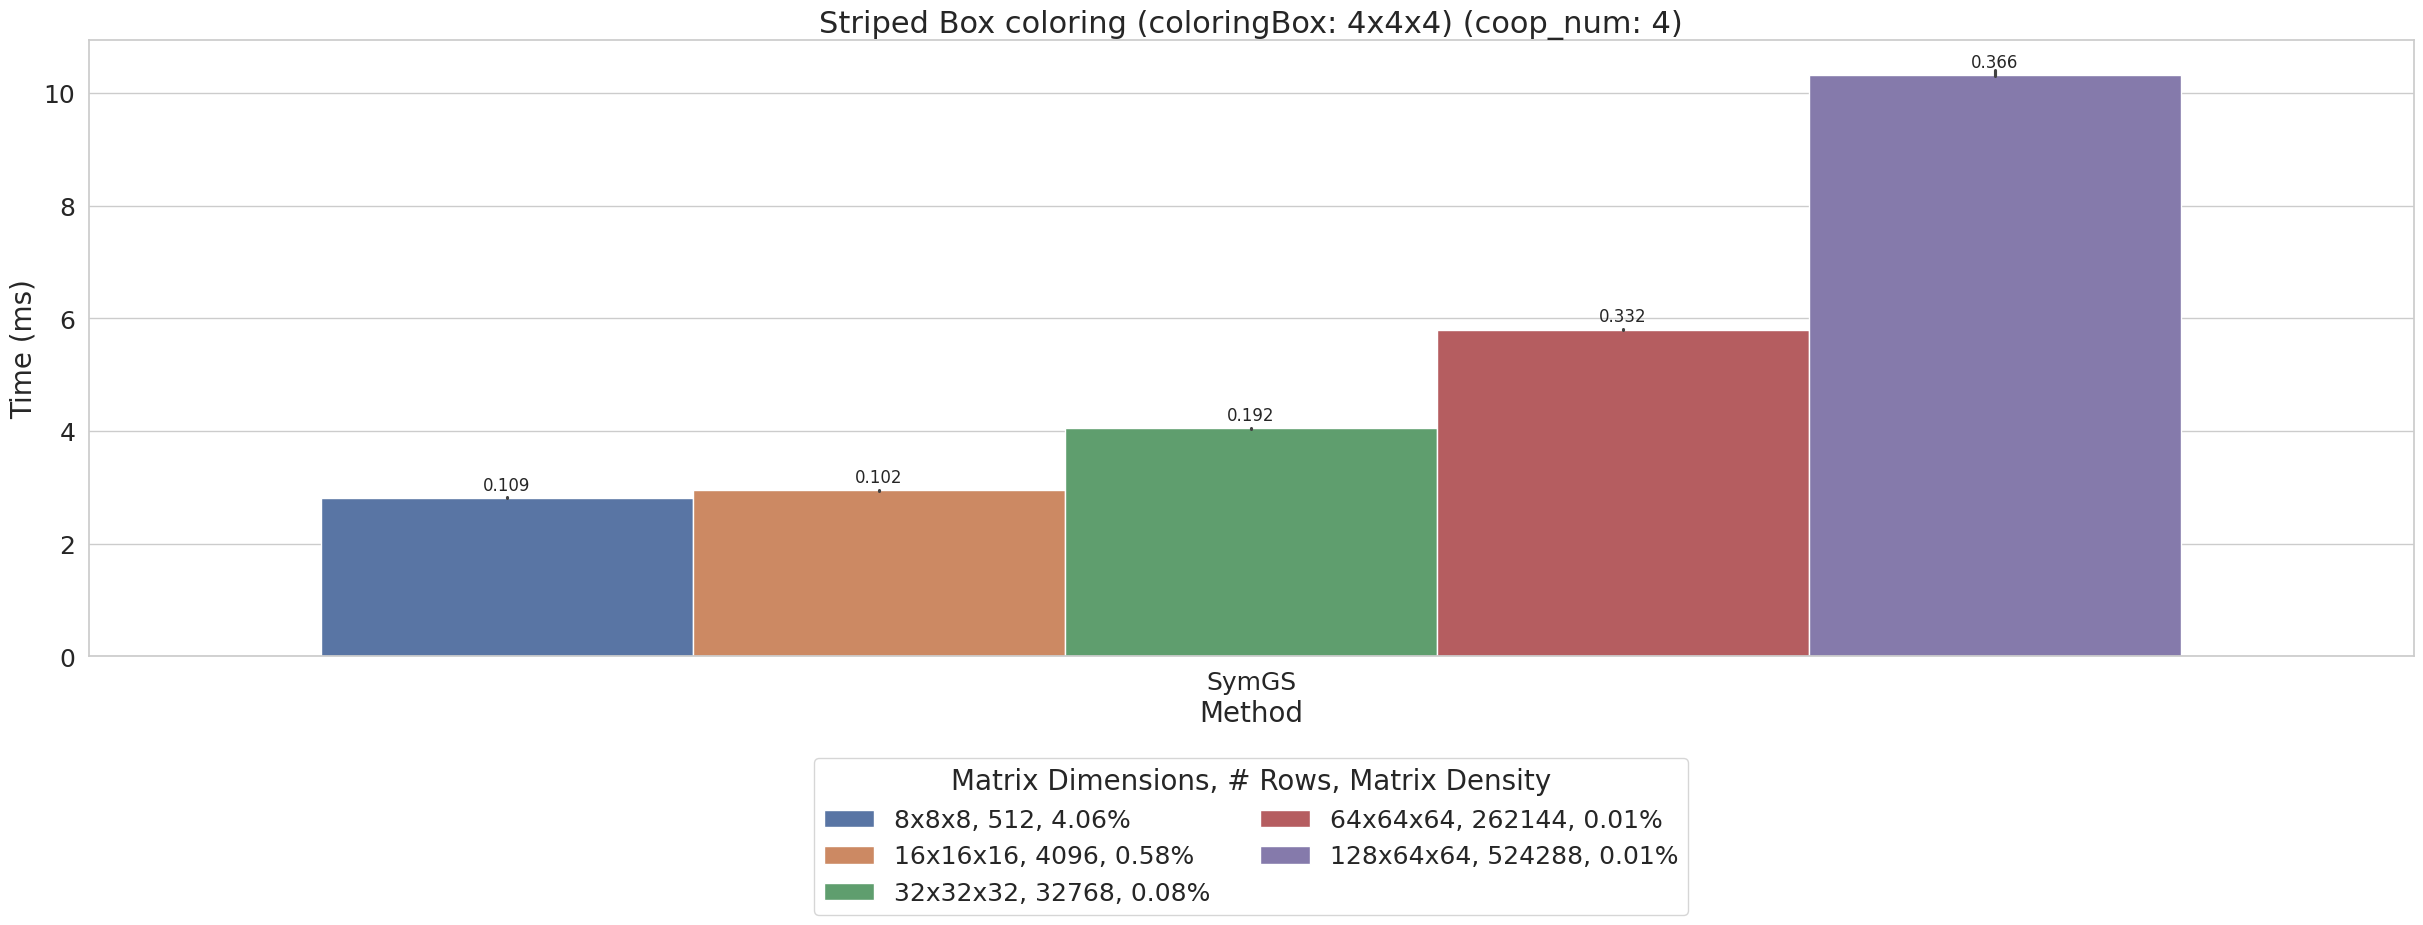 Striped Box coloring (coloringBox: 4x4x4) (coop_num: 4)
Time (ms)
10
8
6
4
2
0
0.109
0.102
0.192
0.332
0.366
SymGS
Method
Matrix Dimensions, # Rows, Matrix Density
8x8x8, 512, 4.06%
16x16x16, 4096, 0.58%
32x32x32, 32768, 0.08%
64x64x64, 262144, 0.01%
128x64x64, 524288, 0.01%